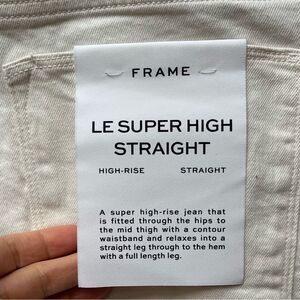 FRAME
LE SUPER HIGH
STRAIGHT
HIGH-RISE STRAIGHT
A super high-rise jean that
is fitted through the hips to
the mid thigh with a contour
waistband and relaxes into a
straight leg through to the hem
with a full length leg.